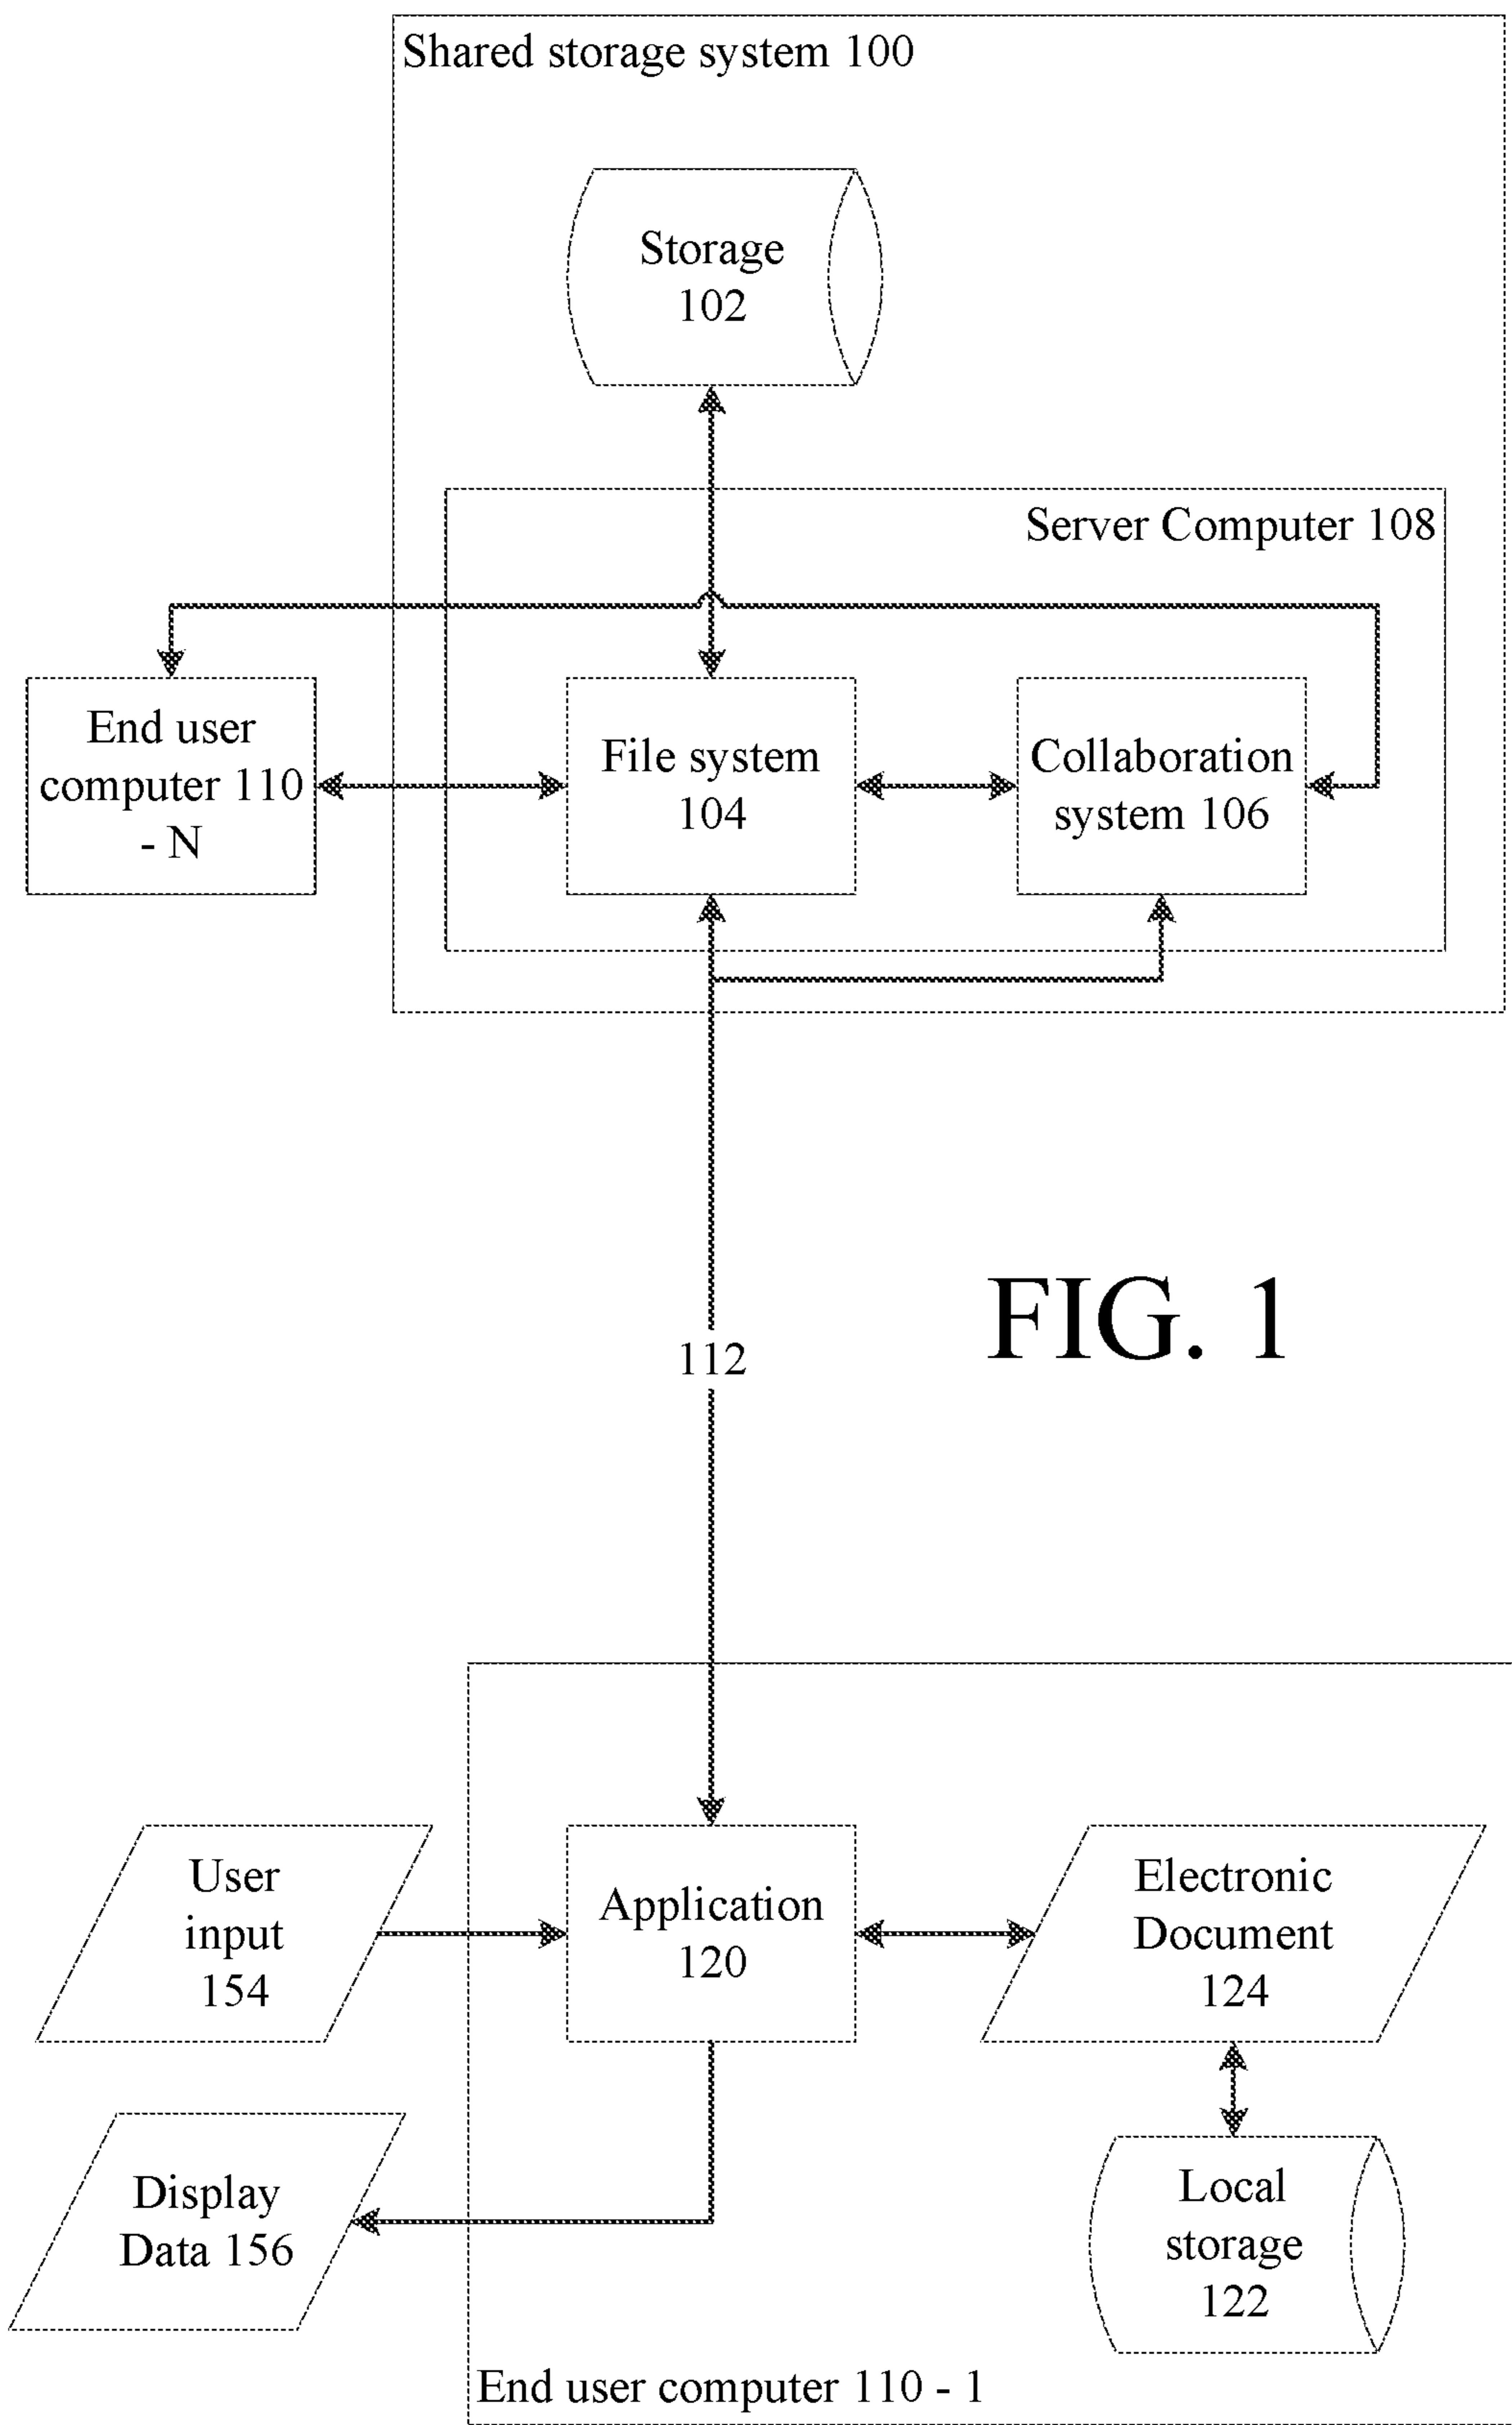 Shared storage system 100
Storage
102
Server Computer 108
End user
computer 110
- N
File system
104
Collaboration
system 106
112
FIG. 1
User
input
154
Application
120
Electronic
Document
124
Display
Data 156
Local
storage
122
End user computer 110 - 1